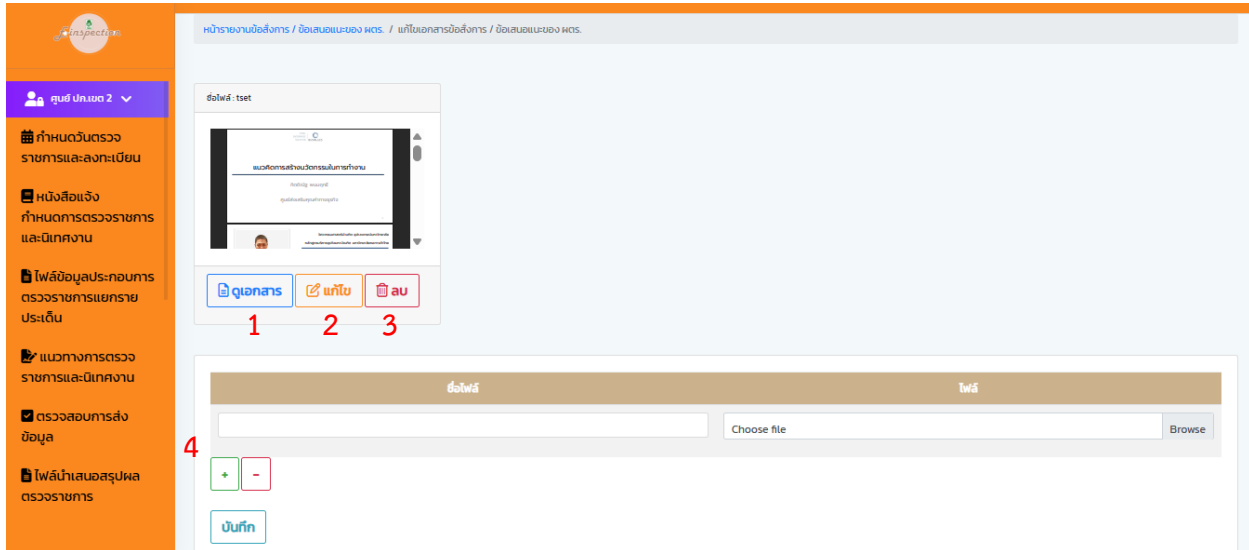 inspection
หน้ารายงานข้อสั่งการ / ข้อเสนอแนะของ ผตร. / แก้ไขเอกสารข้อสั่งการ / ข้อเสนอแนะของ ผตร.
ศูนย์ ปภ.เขต 2
กำหนดวันตรวจ
ราชการและลงทะเบียน
หนังสือแจ้ง
กำหนดการตรวจราชการ
และนิเทศงาน
ไฟล์ข้อมูลประกอบการ
ตรวจราชการแยกราย
ประเด็น
แนวทางการตรวจ
ราชการและนิเทศงาน
ตรวจสอบการส่ง
ข้อมูล
ไฟล์นำเสนอสรุปผล
ตรวจราชการ
ชื่อไฟล์ : tset
แนวคิดการสร้างนวัตกรรมในการทำงาน
ดูเอกสาร แก้ไข ลบ
1 2 3
ชื่อไฟล์ ไฟล์
Choose file Browse
4
+ -
บันทึก